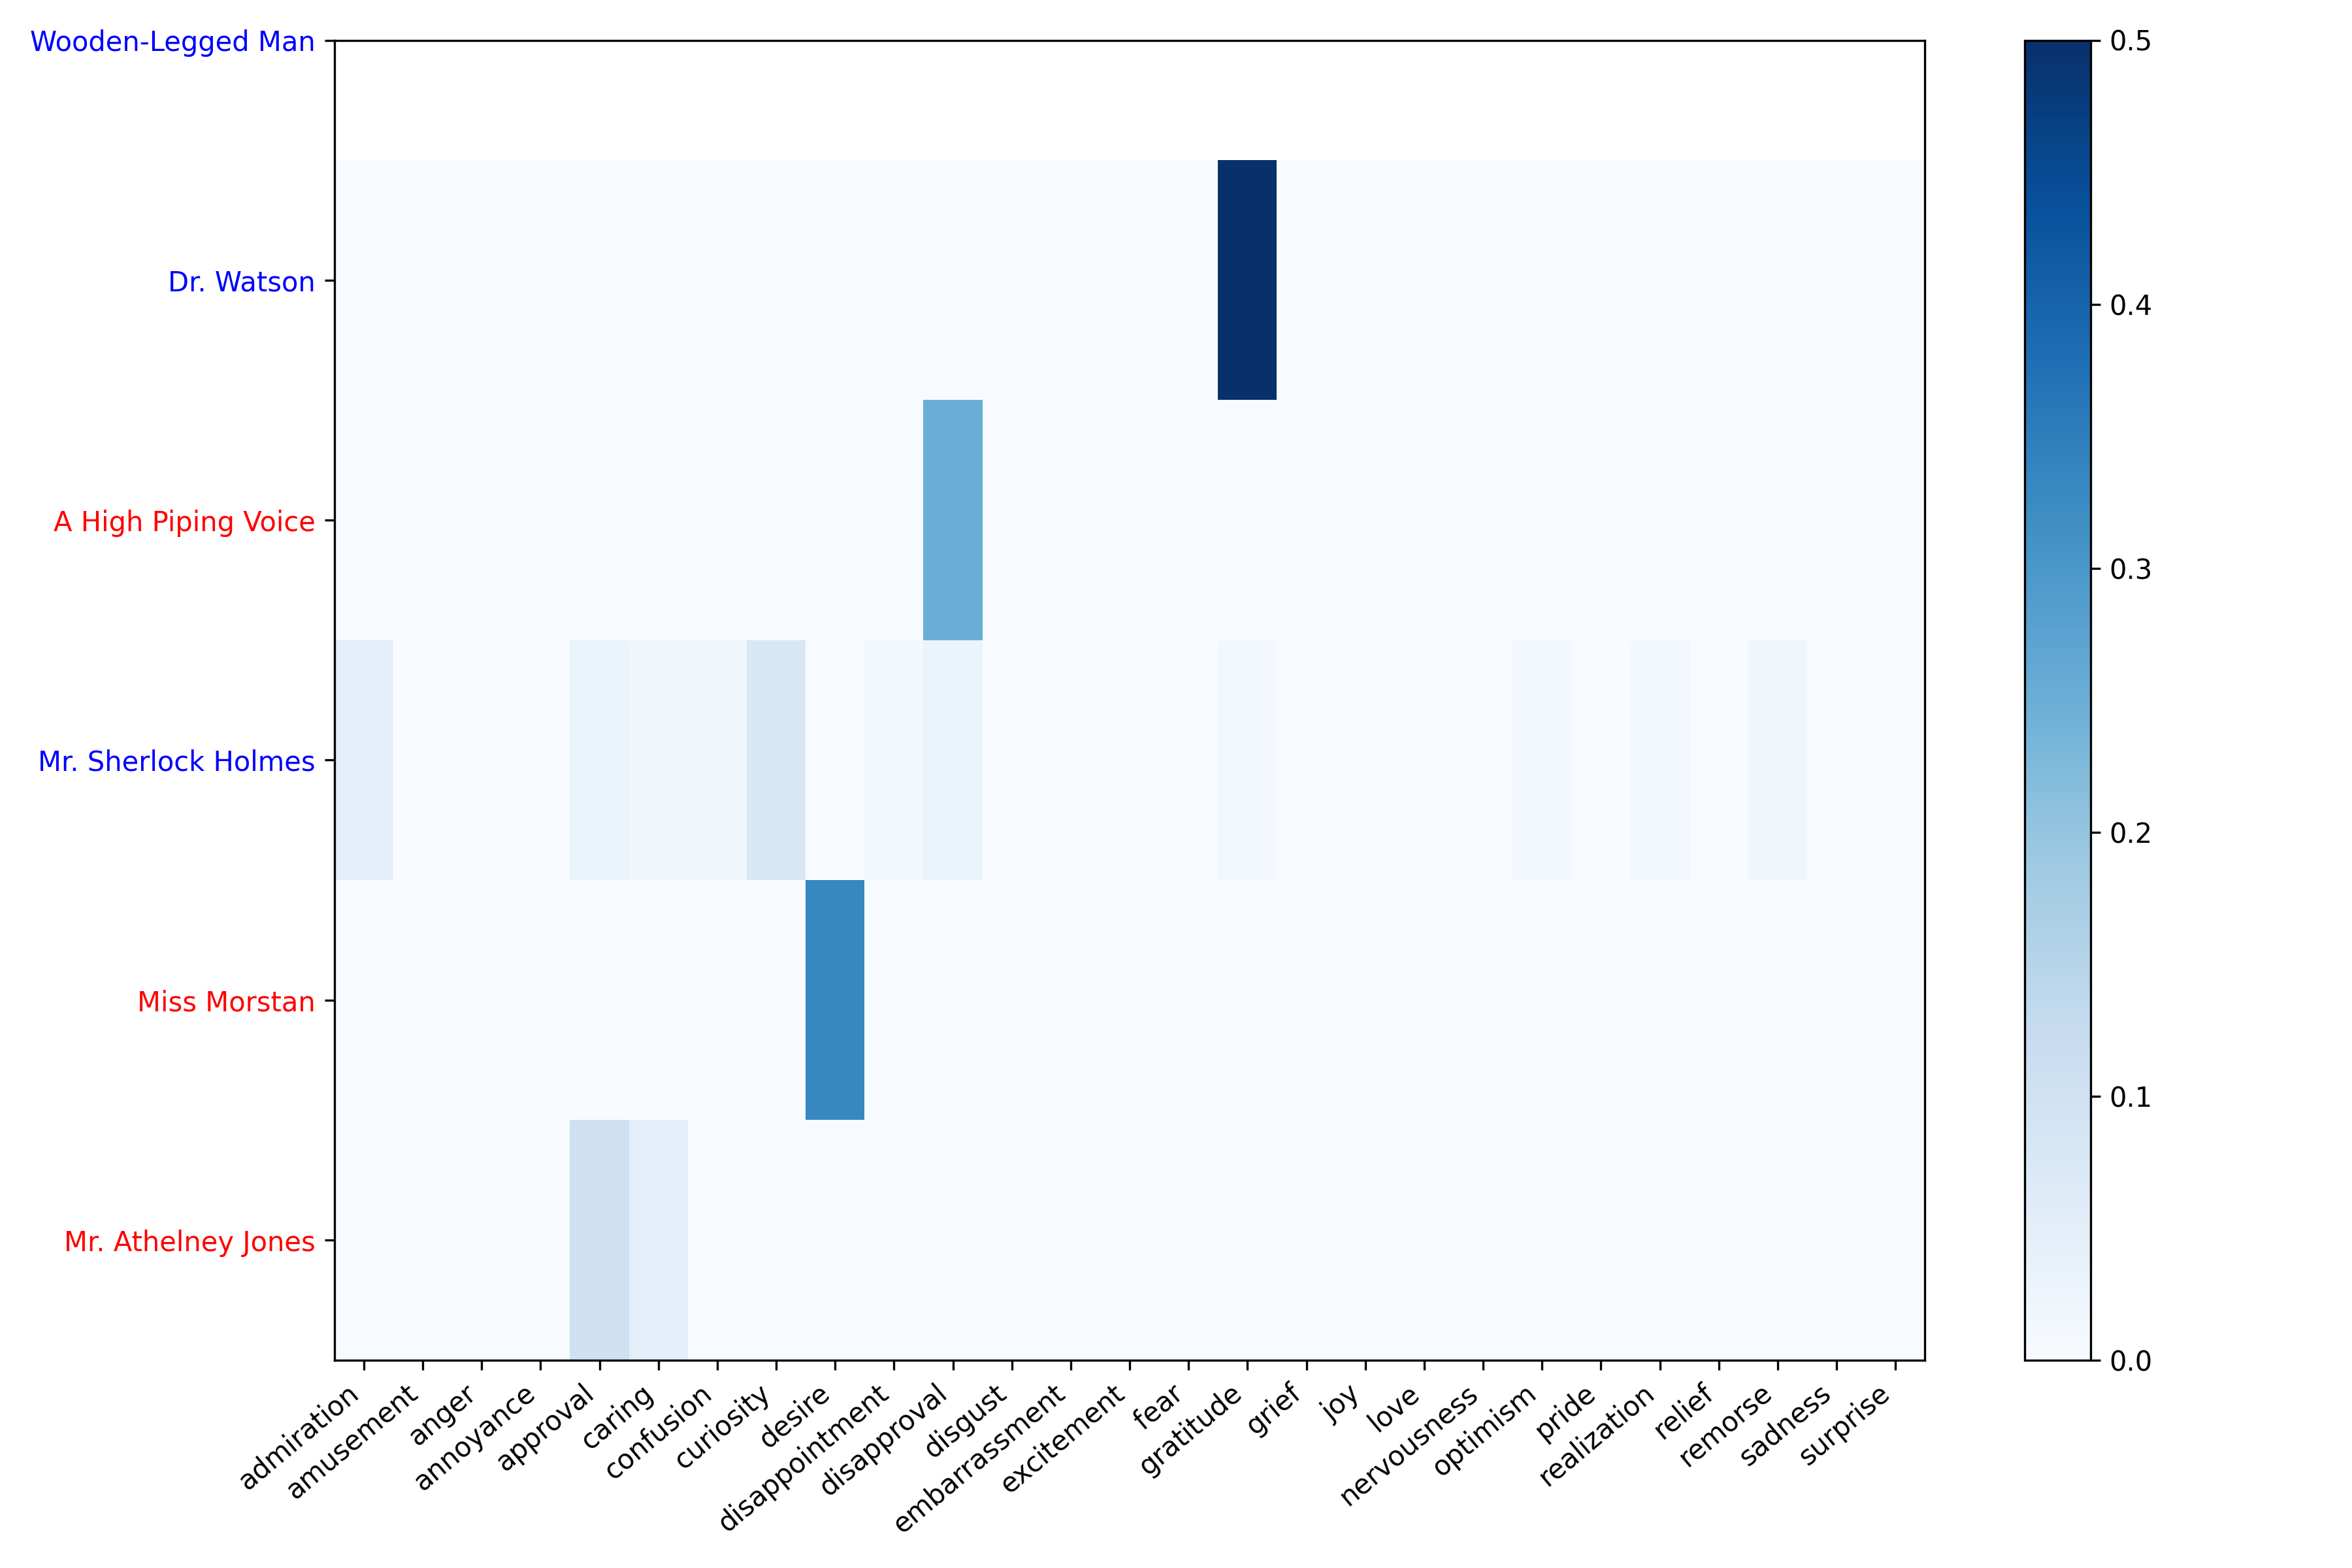 Wooden-Legged Man
Dr. Watson
A High Piping Voice
Mr. Sherlock Holmes
Miss Morstan
Mr. Athelney Jones
admiration
amusement
anger
annoyance
approval
caring
confusion
curiosity
desire
disappointment
disapproval
disgust
embarrassment
excitement
fear
gratitude
grief
joy
love
nervousness
optimism
pride
realization
relief
remorse
sadness
surprise
0.5
0.4
0.3
0.2
0.1
0.0